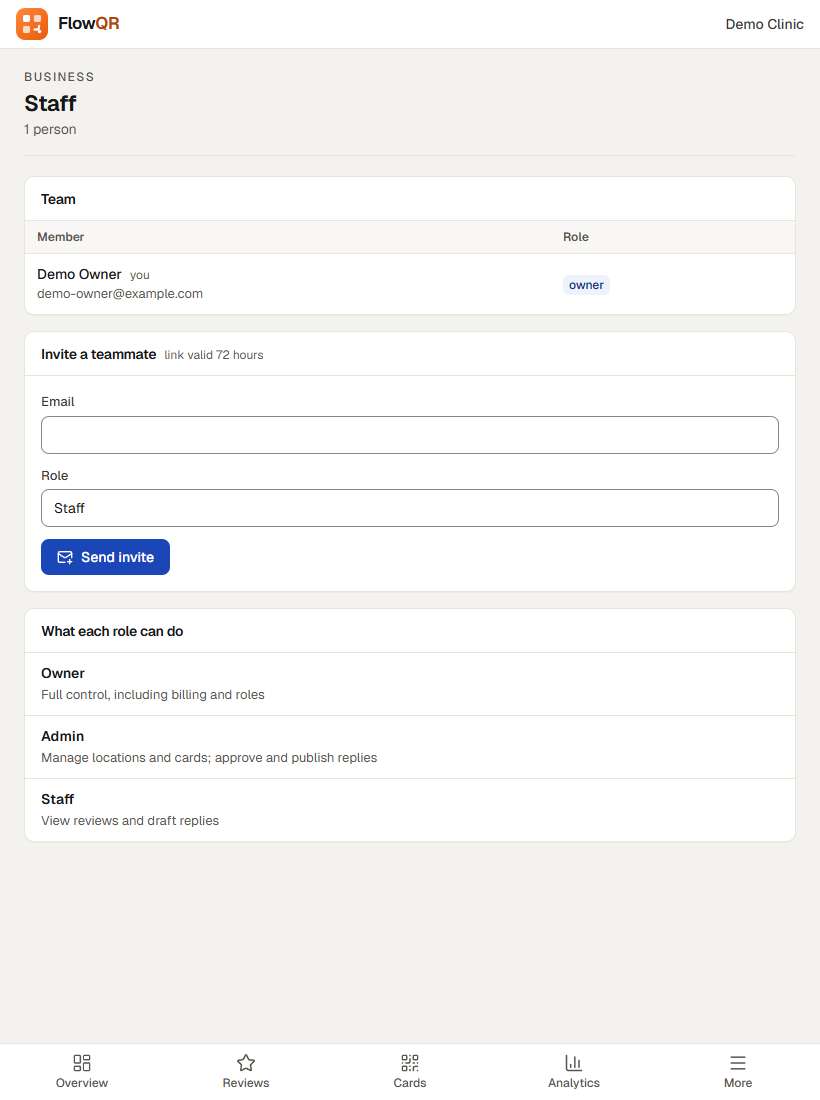 FlowQR
Demo Clinic
BUSINESS
Staff
1 person
Team
Member Role
Demo Owner you
demo-owner@example.com
owner
Invite a teammate link valid 72 hours
Email
Role
Staff
Send invite
What each role can do
Owner
Full control, including billing and roles
Admin
Manage locations and cards; approve and publish replies
Staff
View reviews and draft replies
Overview Reviews Cards Analytics More